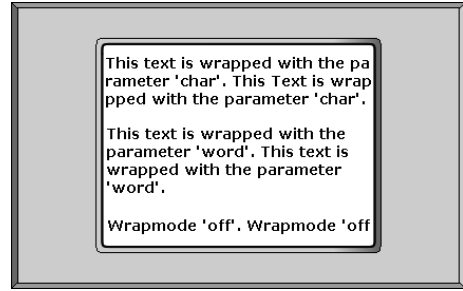 This text is wrapped with the pa
rameter 'char'. This Text is wrap
pped with the parameter 'char'.
This text is wrapped with the
parameter 'word'. This text is
wrapped with the parameter
'word'.
Wrapmode 'off'. Wrapmode 'off